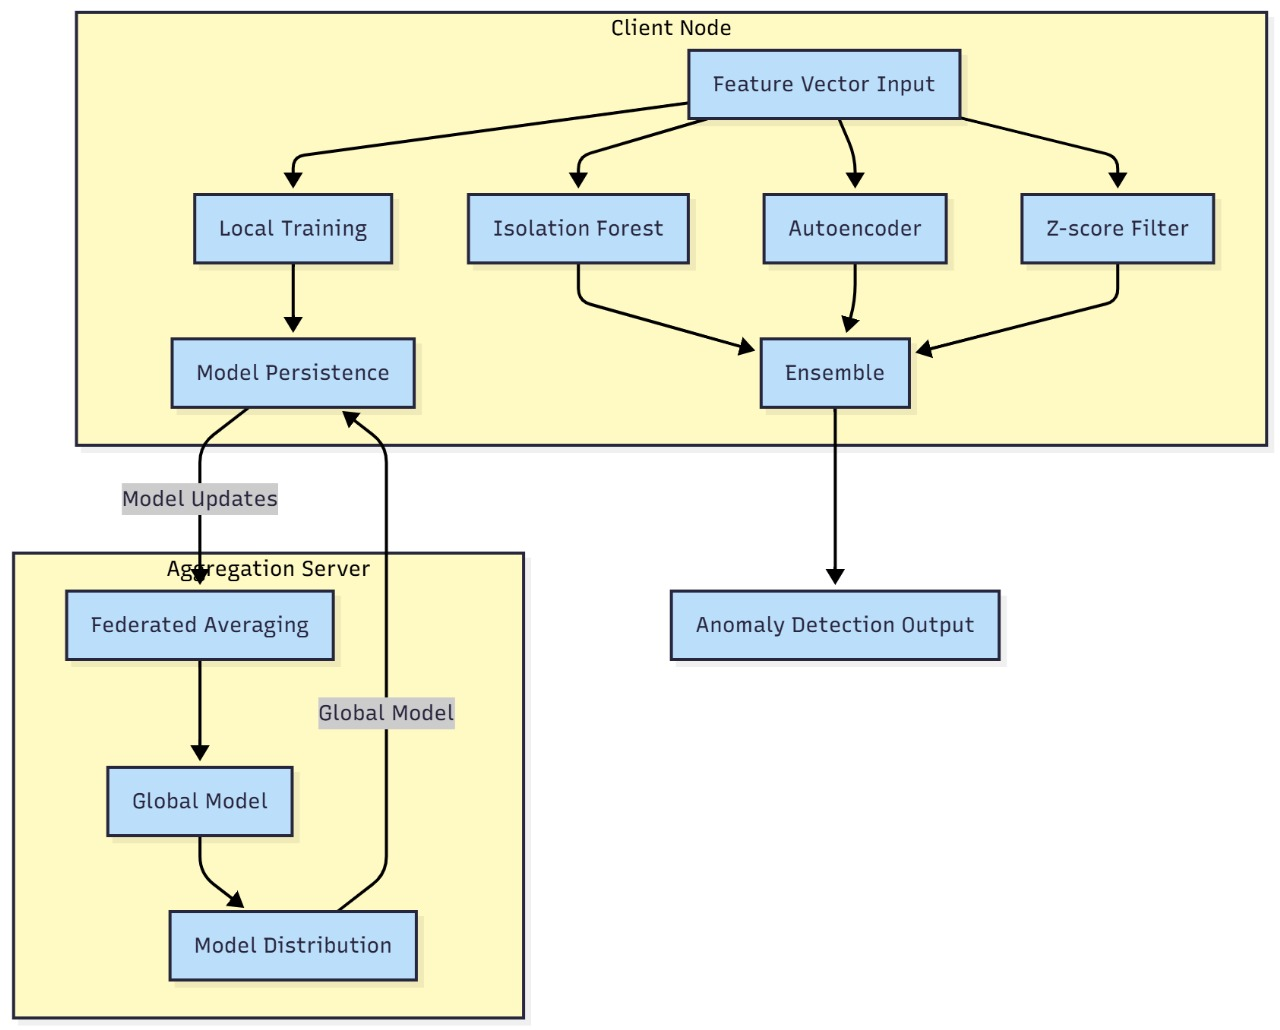 Client Node
Feature Vector Input
Local Training
Isolation Forest
Autoencoder
Z-score Filter
Model Persistence
Ensemble
Model Updates
Aggregation Server
Federated Averaging
Anomaly Detection Output
Global Model
Global Model
Model Distribution